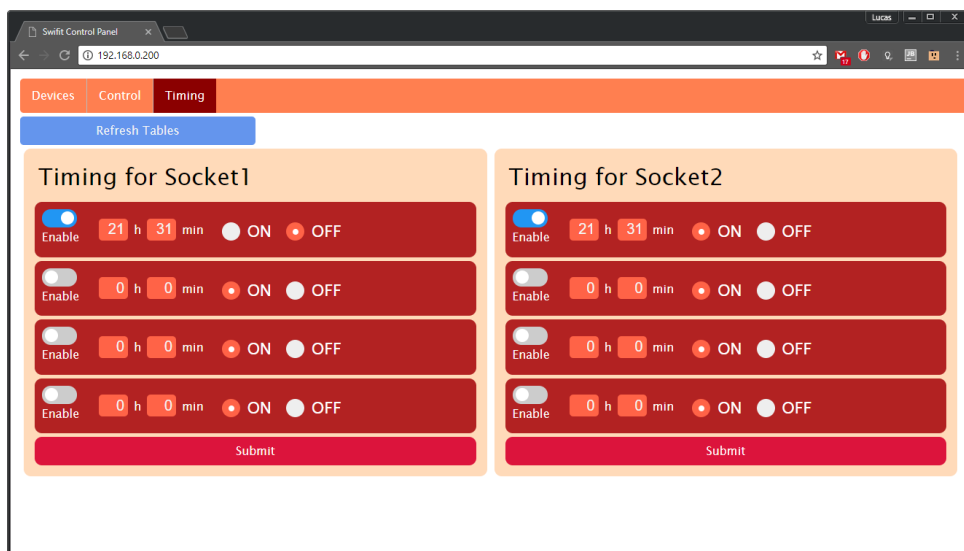 Lucas
Swifit Control Panel
192.168.0.200
17
JB
Devices Control Timing
Refresh Tables
Timing for Socket1
21 h 31 min ON OFF
Enable
0 h 0 min ON OFF
Enable
0 h 0 min ON OFF
Enable
0 h 0 min ON OFF
Enable
Submit
Timing for Socket2
21 h 31 min ON OFF
Enable
0 h 0 min ON OFF
Enable
0 h 0 min ON OFF
Enable
0 h 0 min ON OFF
Enable
Submit